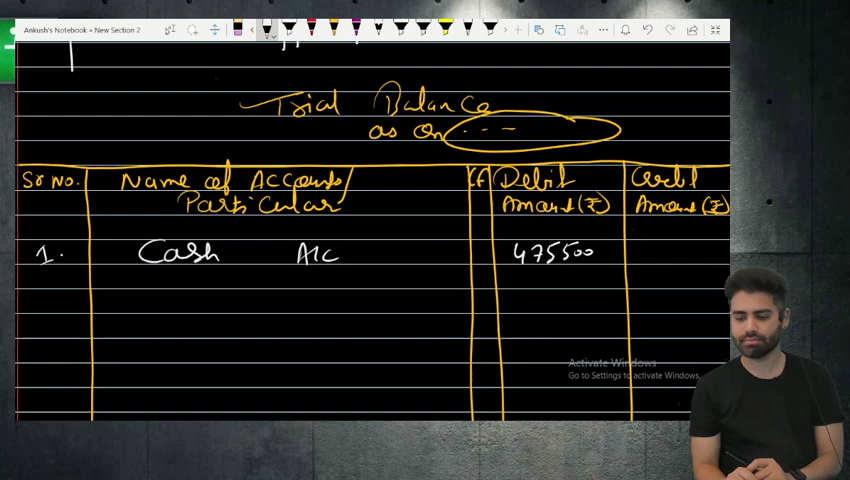 Ankush's Notebook » New Section 2
Trial Balance
as on ---
Sr No. Name of Accounts/ Particular LF Debit Amount (₹) Credit Amount (₹)
1. Cash A/c 475500
Activate Windows
Go to Settings to activate Windows.